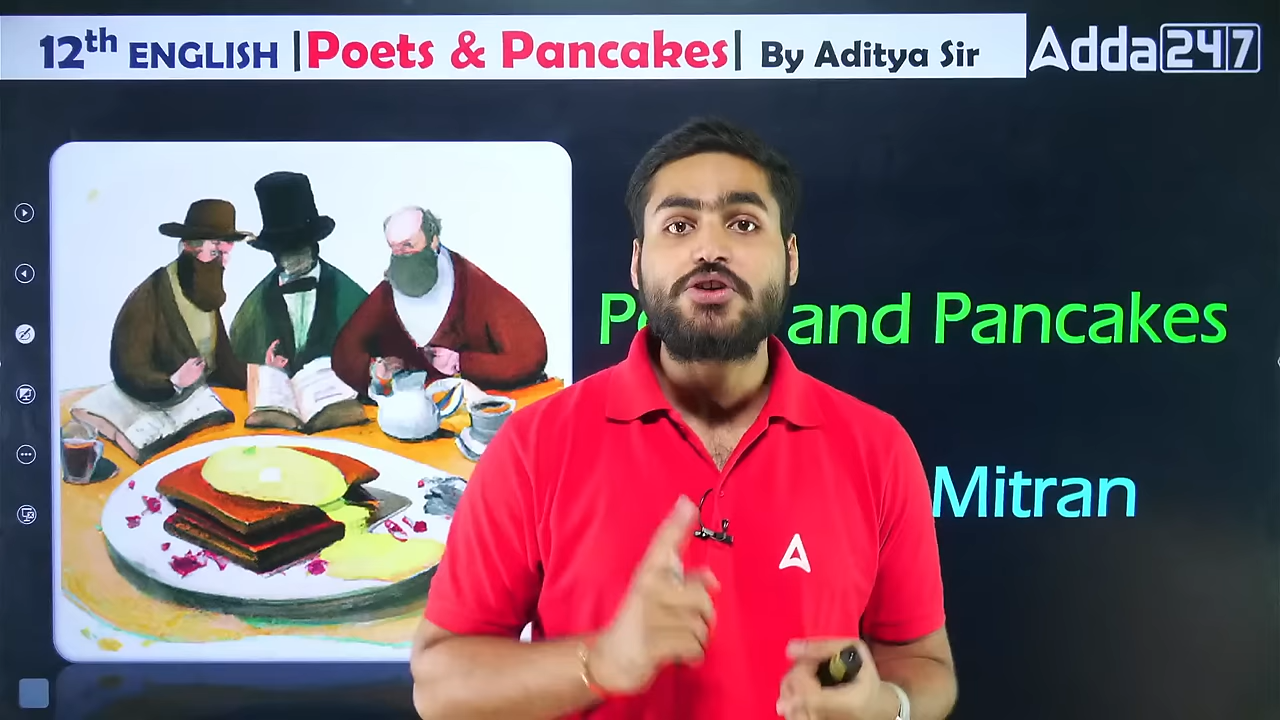 12th ENGLISH |Poets & Pancakes| By Aditya Sir
Adda247
and Pancakes
Mitran